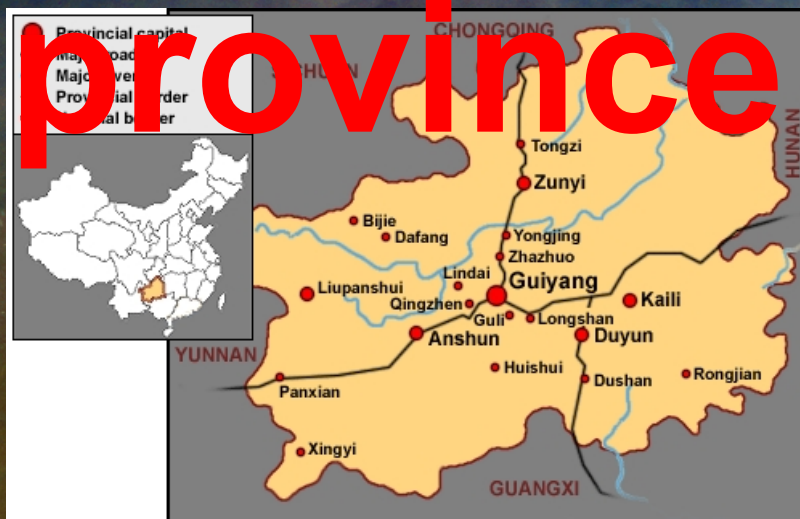 province
Provincial capital
CHONGQING
SICHUAN
HUNAN
Tongzi
Zunyi
Bijie
Dafang
Yongjing
Zhazhuo
Lindai
Guiyang
Liupanshui
Qingzhen
Kaili
Guli
Longshan
Anshun
Duyun
YUNNAN
Huishui
Dushan
Rongjian
Panxian
Xingyi
GUANGXI